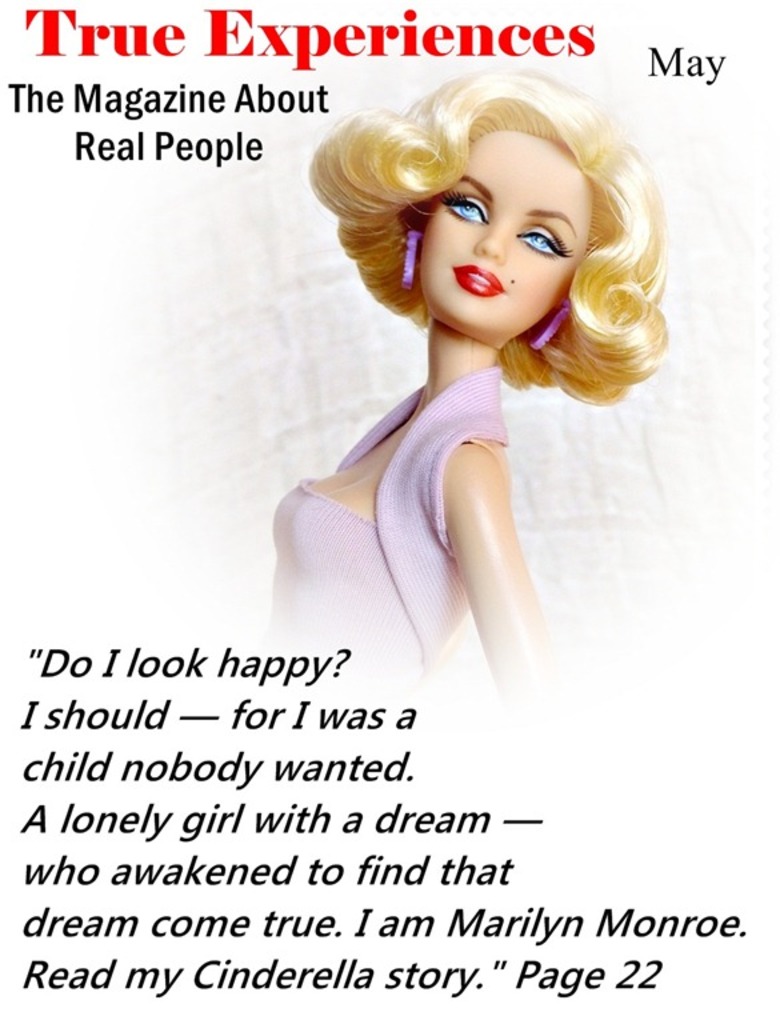 True Experiences
May
The Magazine About
Real People
"Do I look happy?
I should — for I was a
child nobody wanted.
A lonely girl with a dream —
who awakened to find that
dream come true. I am Marilyn Monroe.
Read my Cinderella story." Page 22